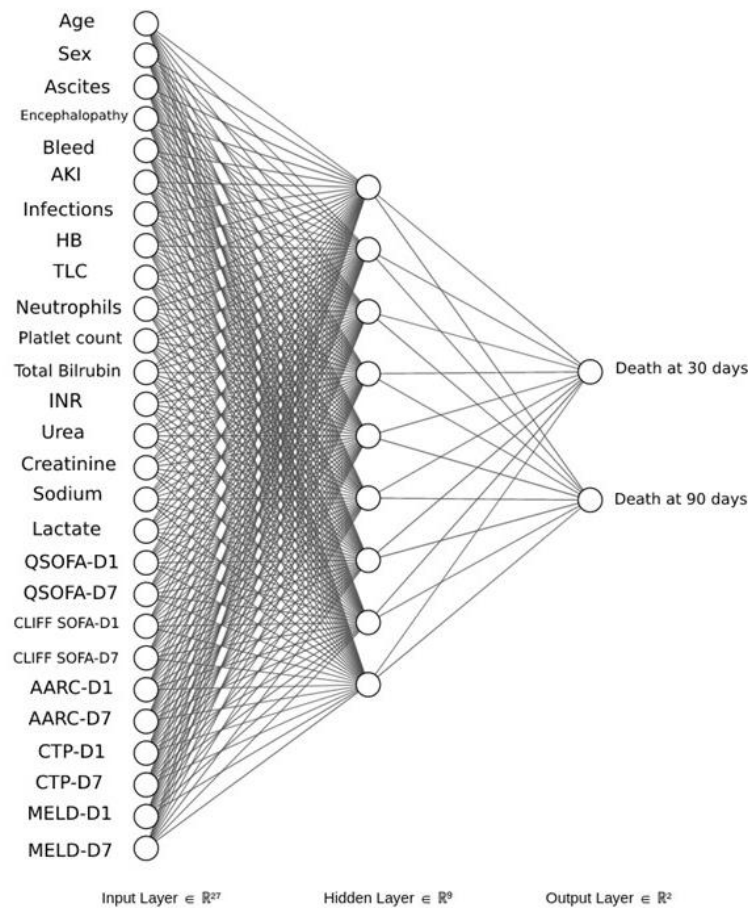 Age
Sex
Ascites
Encephalopathy
Bleed
AKI
Infections
HB
TLC
Neutrophils
Platlet count
Total Bilrubin
INR
Urea
Creatinine
Sodium
Lactate
QSOFA-D1
QSOFA-D7
CLIFF SOFA-D1
CLIFF SOFA-D7
AARC-D1
AARC-D7
CTP-D1
CTP-D7
MELD-D1
MELD-D7
Death at 30 days
Death at 90 days
Input Layer ∈ ℝ²⁷
Hidden Layer ∈ ℝ⁹
Output Layer ∈ ℝ²